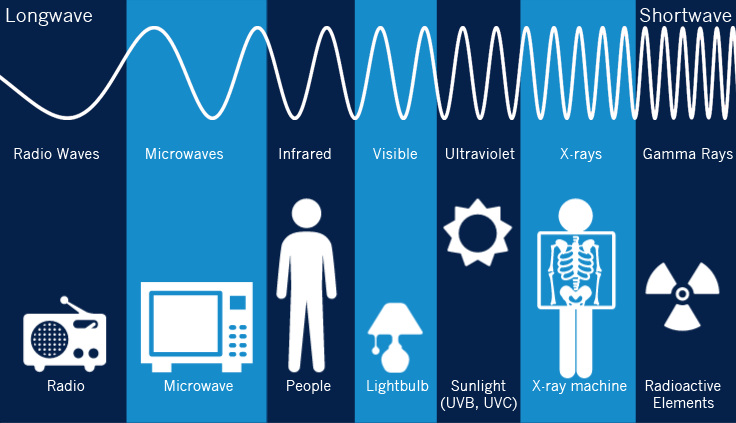 Longwave
Shortwave
Radio Waves
Microwaves
Infrared
Visible
Ultraviolet
X-rays
Gamma Rays
Radio
Microwave
People
Lightbulb
Sunlight
(UVB, UVC)
X-ray machine
Radioactive
Elements